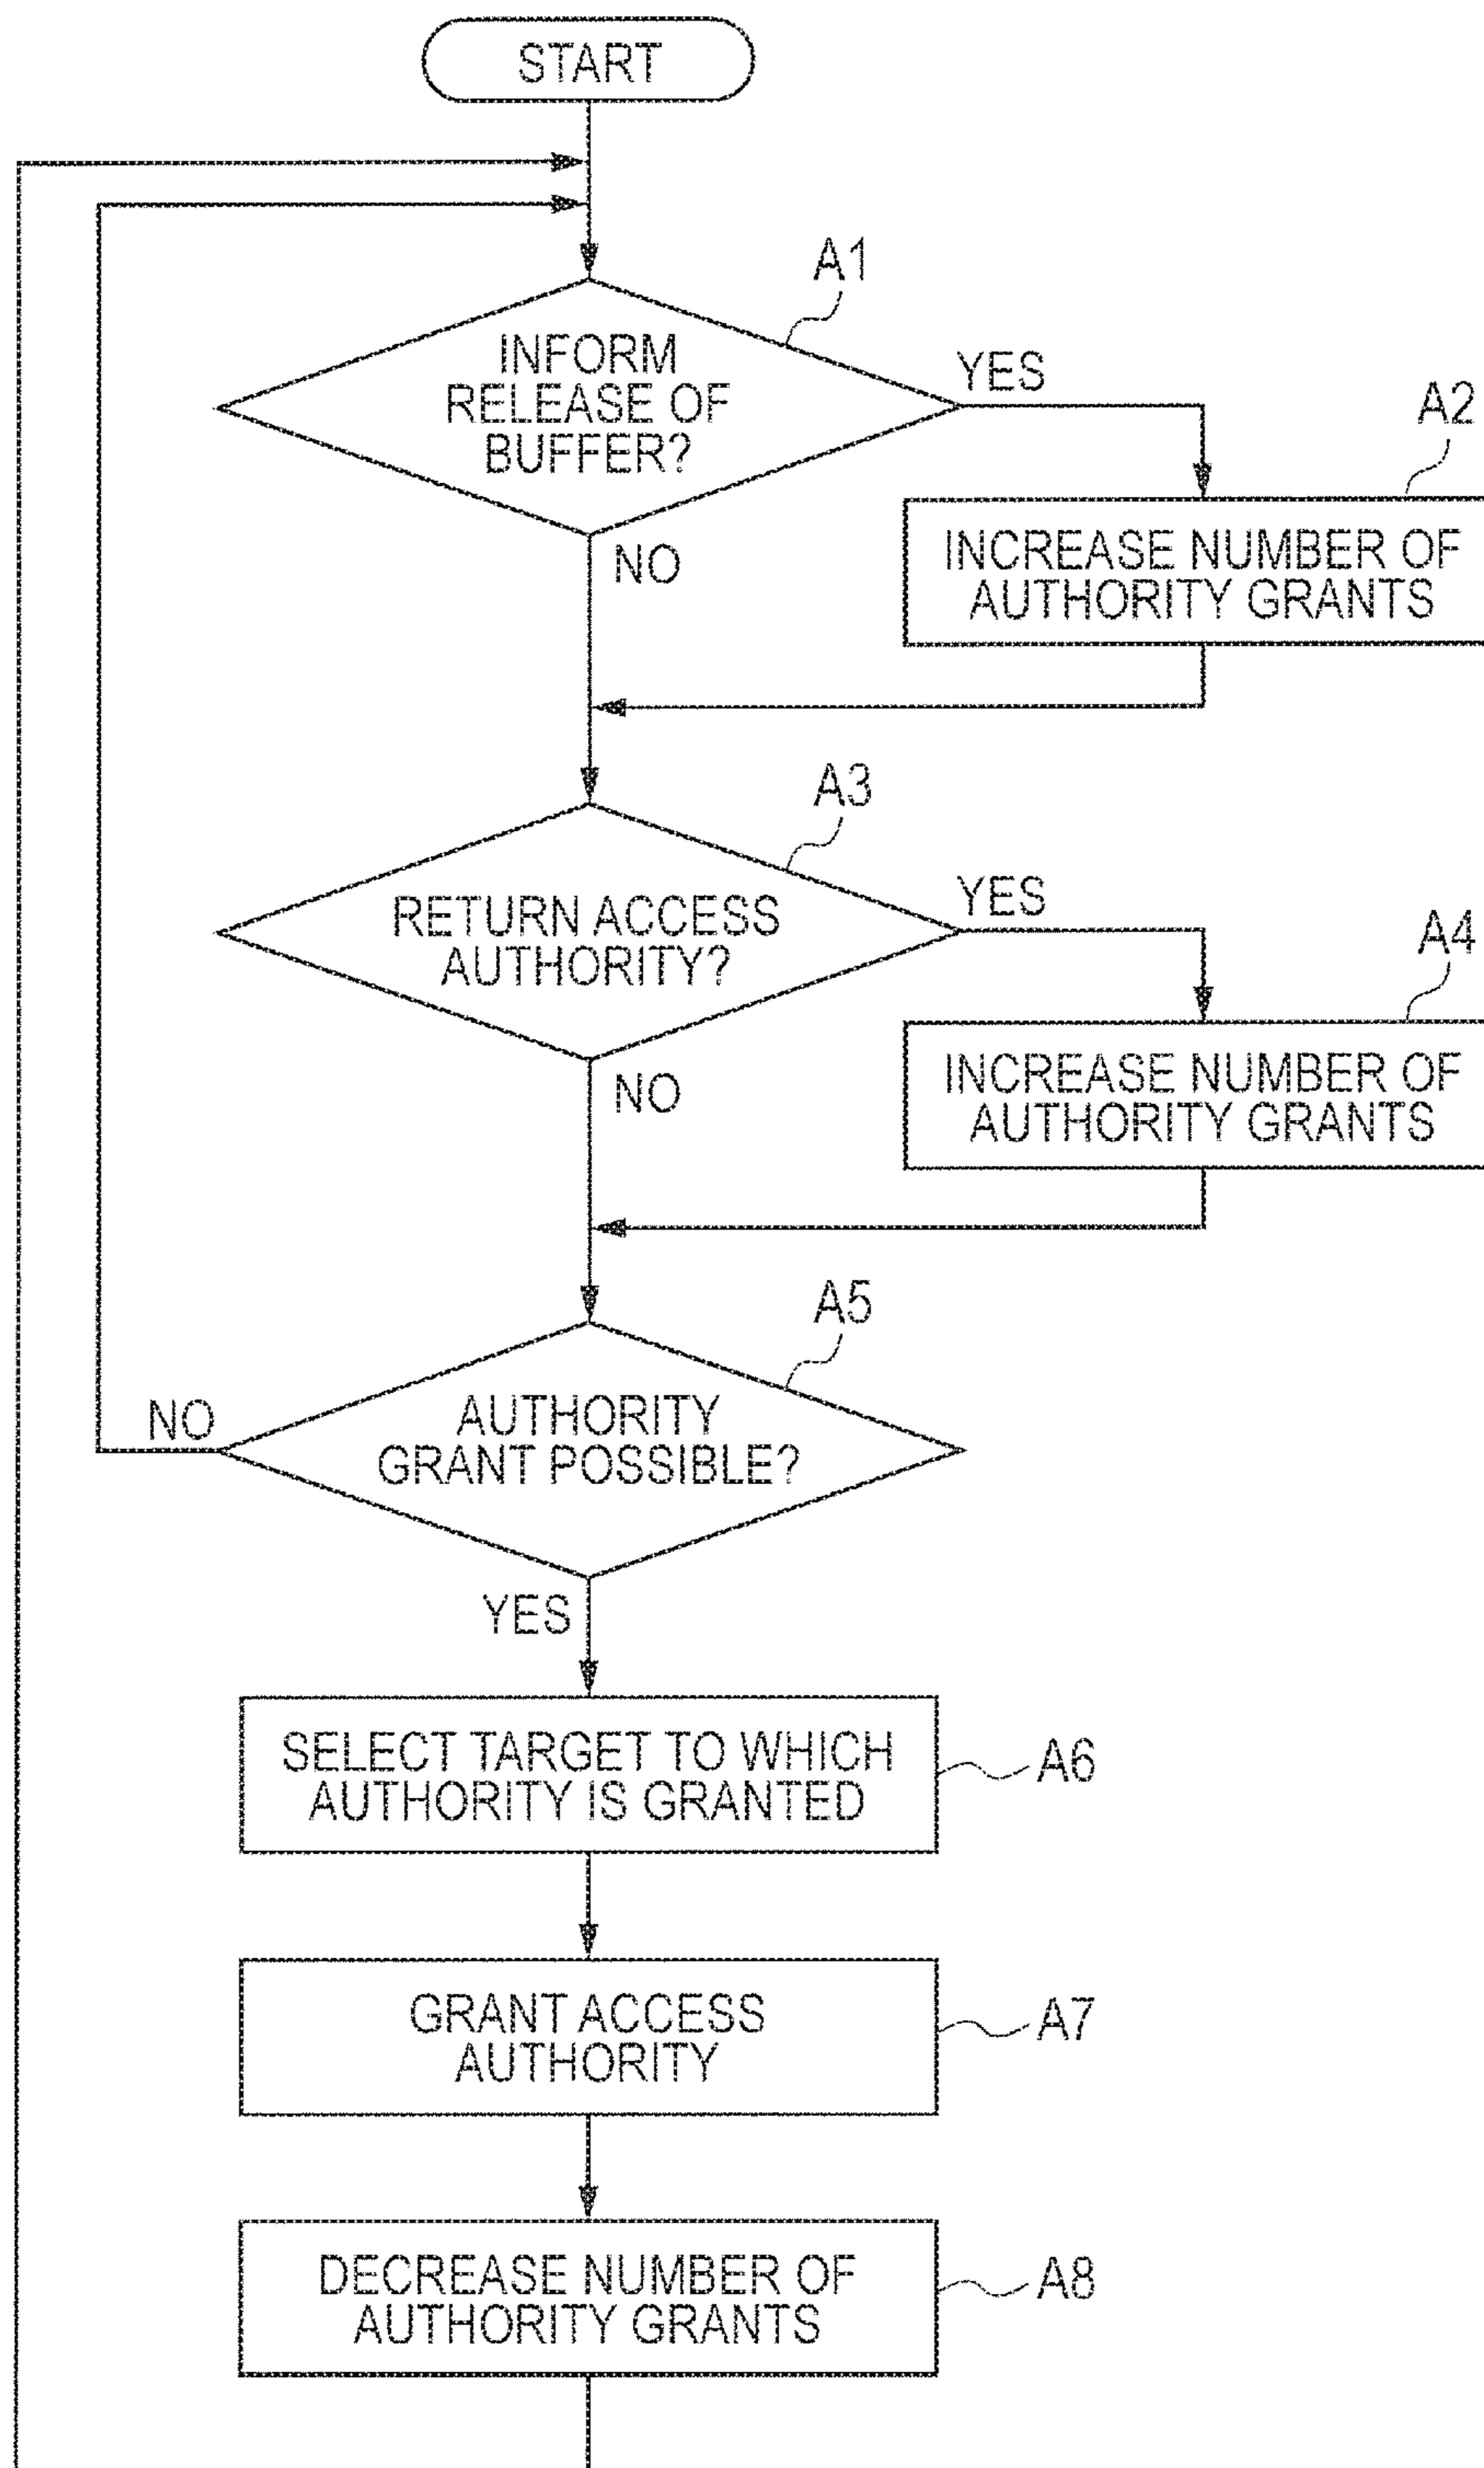 START
A1
INFORM
RELEASE OF
BUFFER?
YES
A2
INCREASE NUMBER OF
AUTHORITY GRANTS
NO
A3
RETURN ACCESS
AUTHORITY?
YES
A4
INCREASE NUMBER OF
AUTHORITY GRANTS
NO
A5
AUTHORITY
GRANT POSSIBLE?
NO
YES
SELECT TARGET TO WHICH
AUTHORITY IS GRANTED
A6
GRANT ACCESS
AUTHORITY
A7
DECREASE NUMBER OF
AUTHORITY GRANTS
A8